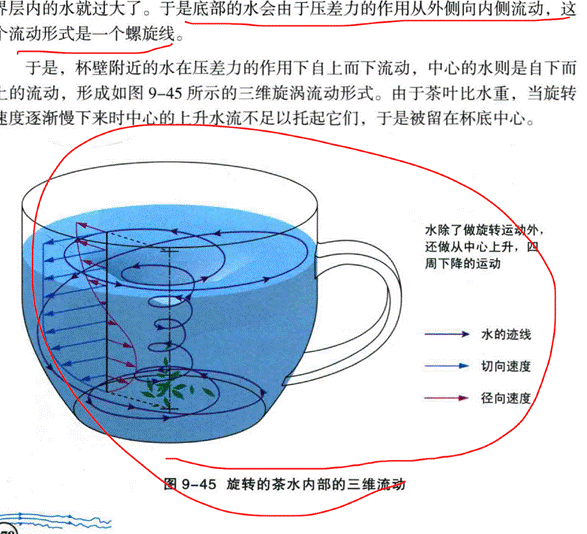 界层内的水就过大了。于是底部的水会由于压差力的作用从外侧向内侧流动，这
个流动形式是一个螺旋线。
于是，杯壁附近的水在压差力的作用下自上而下流动，中心的水则是自下而
上的流动，形成如图 9-45 所示的三维旋涡流动形式。由于茶叶比水重，当旋转
速度逐渐慢下来时中心的上升水流不足以托起它们，于是被留在杯底中心。
水除了做旋转运动外，
还做从中心上升，四
周下降的运动
水的迹线
切向速度
径向速度
图 9-45 旋转的茶水内部的三维流动